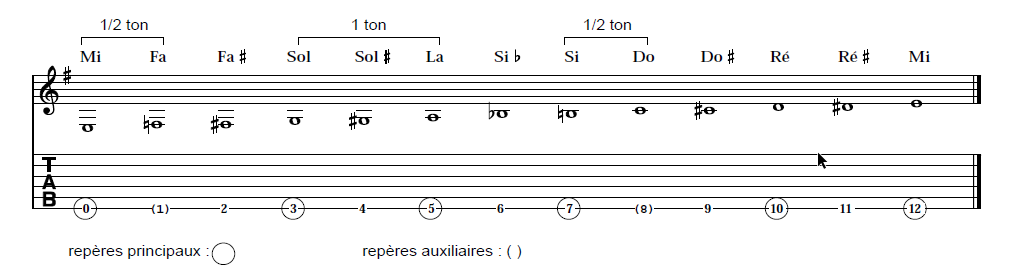 1/2 ton 1 ton 1/2 ton
Mi Fa Fa♯ Sol Sol♯ La Si♭ Si Do Do♯ Ré Ré♯ Mi
TAB
0 (1) 2 3 4 5 6 7 (8) 9 10 11 12
repères principaux : repères auxiliaires : ( )